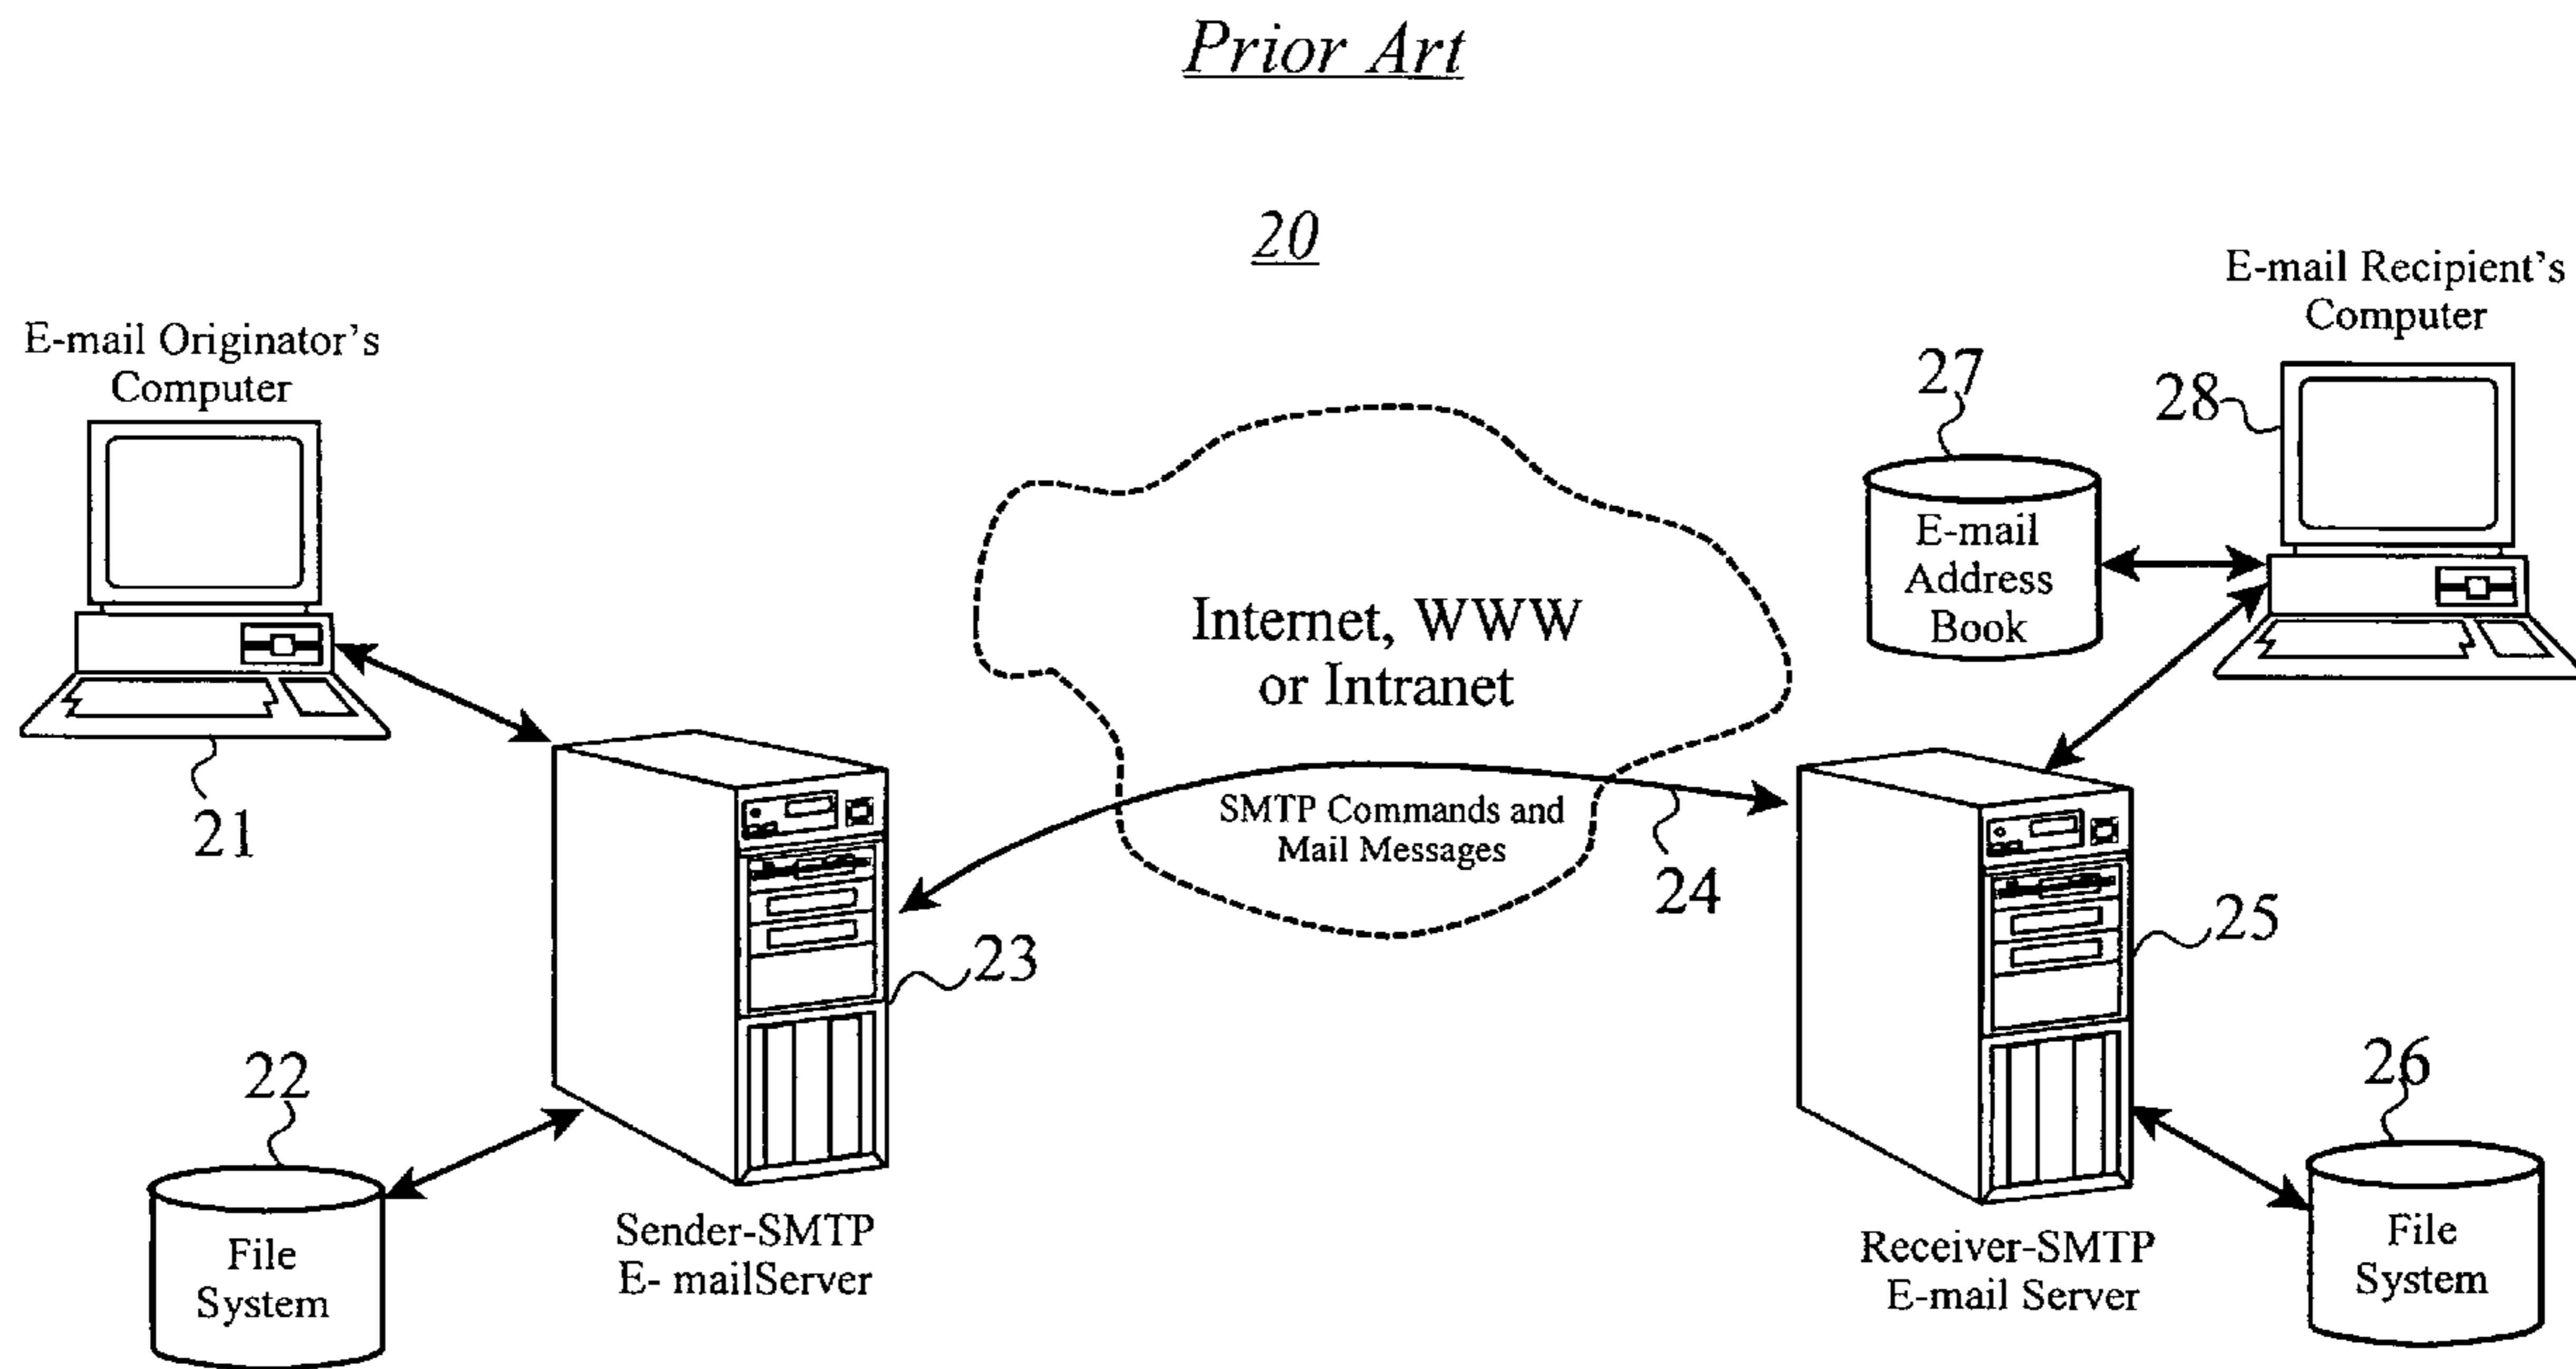 Prior Art
20
E-mail Originator's
Computer
21
22
File
System
Sender-SMTP
E- mailServer
23
Internet, WWW
or Intranet
SMTP Commands and
Mail Messages
24
E-mail Recipient's
Computer
27
28
E-mail
Address
Book
25
Receiver-SMTP
E-mail Server
26
File
System